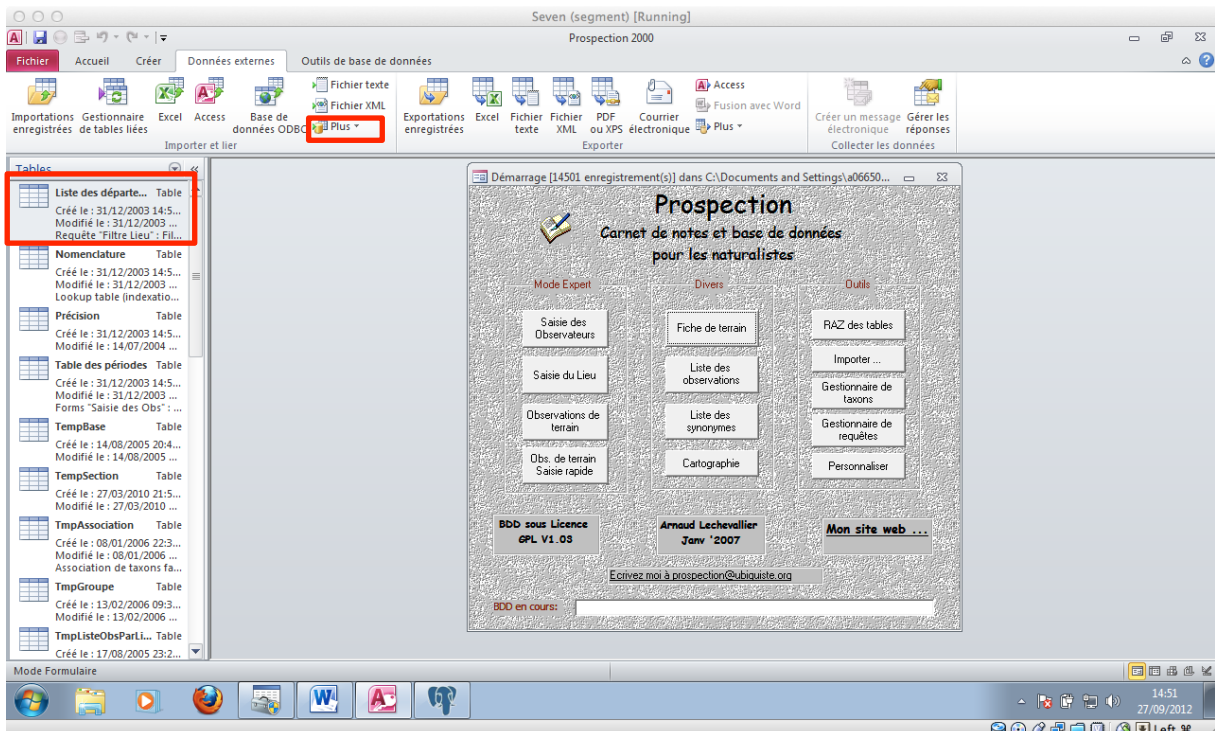 Seven (segment) [Running]
Prospection 2000
Fichier Accueil Créer Données externes Outils de base de données
Importations enregistrées
Gestionnaire de tables liées
Excel
Access
Base de données ODBC
Fichier texte
Fichier XML
Plus
Importer et lier
Exportations enregistrées
Excel
Fichier texte
Fichier XML
PDF ou XPS
Courrier électronique
Access
Fusion avec Word
Plus
Exporter
Créer un message électronique
Gérer les réponses
Collecter les données
Tables
Liste des départe... Table
Créé le : 31/12/2003 14:5...
Modifié le : 31/12/2003 ...
Requête "Filtre Lieu" : Fil...
Nomenclature Table
Créé le : 31/12/2003 14:5...
Modifié le : 31/12/2003 ...
Lookup table (indexatio...
Précision Table
Créé le : 31/12/2003 14:5...
Modifié le : 14/07/2004 ...
Table des périodes Table
Créé le : 31/12/2003 14:5...
Modifié le : 31/12/2003 ...
Forms "Saisie des Obs" : ...
TempBase Table
Créé le : 14/08/2005 20:4...
Modifié le : 14/08/2005 ...
TempSection Table
Créé le : 27/03/2010 21:5...
Modifié le : 27/03/2010 ...
TmpAssociation Table
Créé le : 08/01/2006 22:3...
Modifié le : 08/01/2006 ...
Association de taxons fa...
TmpGroupe Table
Créé le : 13/02/2006 09:3...
Modifié le : 13/02/2006 ...
TmpListeObsParLi... Table
Créé le : 17/08/2005 23:2...
Démarrage [14501 enregistrement(s)] dans C:\Documents and Settings\a06650...
Prospection
Carnet de notes et base de données
pour les naturalistes
Mode Expert
Saisie des
Observateurs
Saisie du Lieu
Observations de
terrain
Obs. de terrain
Saisie rapide
Divers
Fiche de terrain
Liste des
observations
Liste des
synonymes
Cartographie
Outils
RAZ des tables
Importer ...
Gestionnaire de
taxons
Gestionnaire de
requêtes
Personnaliser
BDD sous Licence
GPL V1.03
Arnaud Lechevallier
Janv '2007
Mon site web ...
Ecrivez moi à prospection@ubiquiste.org
BDD en cours:
Mode Formulaire
14:51
27/09/2012
Left ⌘